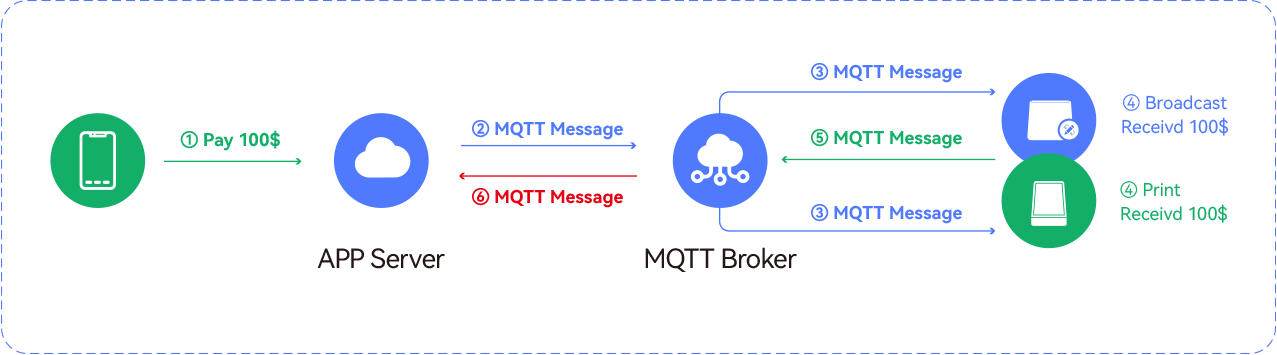 ① Pay 100$
② MQTT Message
⑥ MQTT Message
③ MQTT Message
⑤ MQTT Message
③ MQTT Message
④ Broadcast
Receivd 100$
④ Print
Receivd 100$
APP Server
MQTT Broker